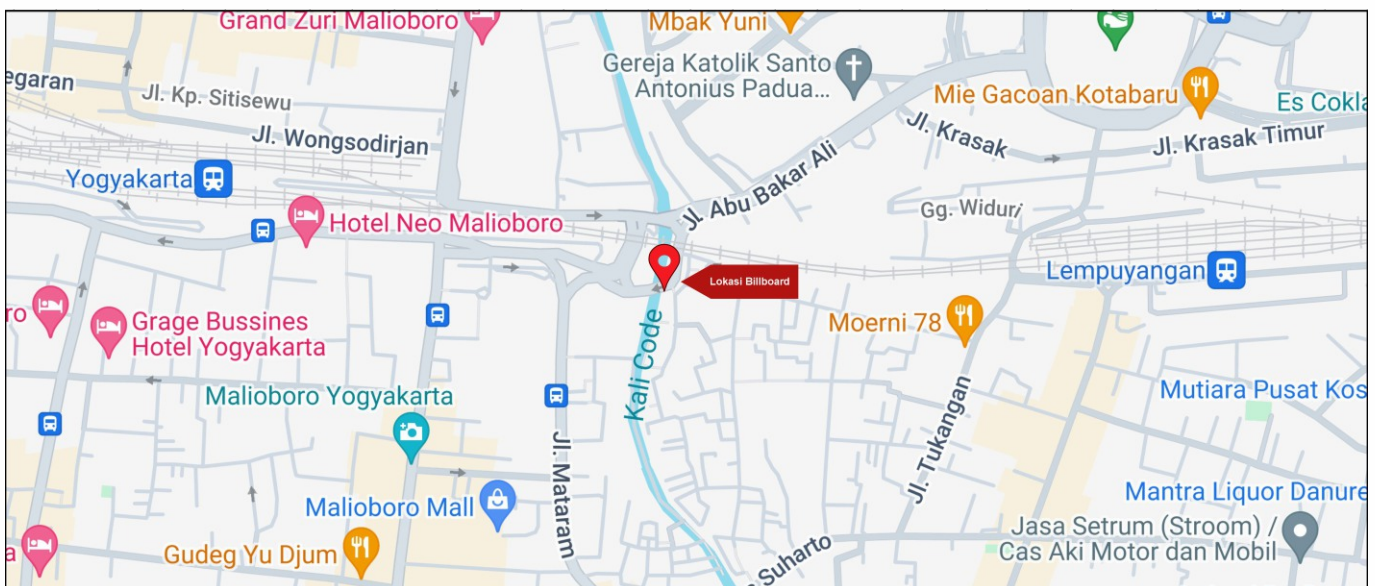 Grand Zuri Malioboro
Mbak Yuni
Gereja Katolik Santo
Antonius Padua...
Mie Gacoan Kotabaru
Es Cokla
egaran
Jl. Kp. Sitisewu
Jl. Wongsodirjan
Jl. Krasak
Jl. Krasak Timur
Yogyakarta
Jl. Abu Bakar Ali
Gg. Widuri
Hotel Neo Malioboro
Lokasi Billboard
Lempuyangan
ro
Grage Bussines
Hotel Yogyakarta
Kali Code
Moerni 78
Malioboro Yogyakarta
Mutiara Pusat Kos
Jl. Mataram
Jl. Tukangan
Malioboro Mall
Mantra Liquor Danure
a
Gudeg Yu Djum
Suharto
Jasa Setrum (Stroom) /
Cas Aki Motor dan Mobil